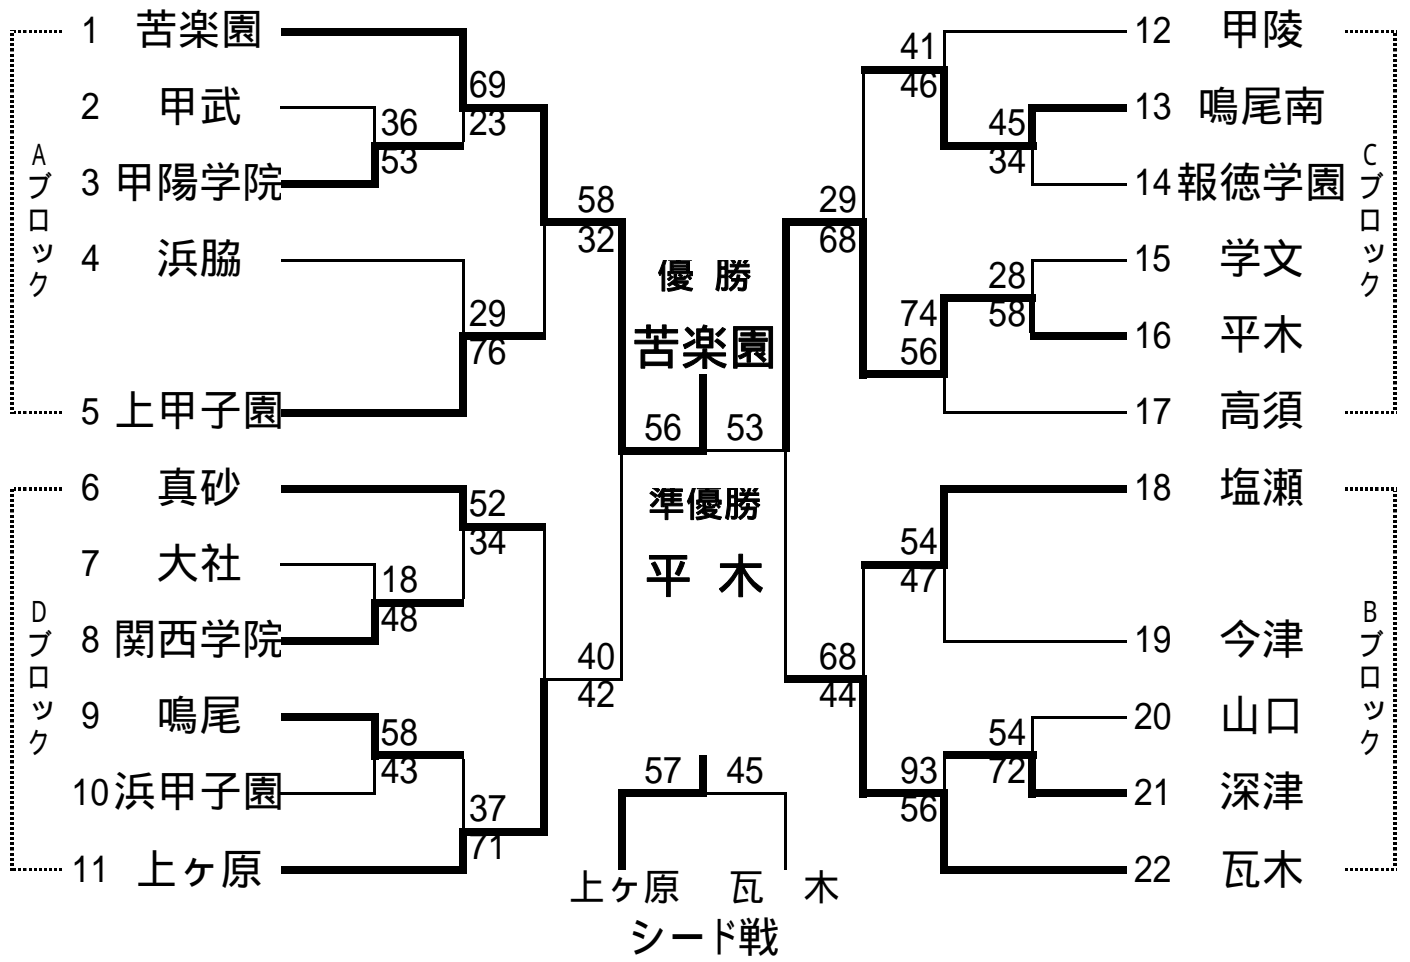 Aブロック
1 苦楽園
2 甲武
3 甲陽学院
4 浜脇
5 上甲子園
36
53
69
23
29
76
58
32
Dブロック
6 真砂
7 大社
8 関西学院
9 鳴尾
10 浜甲子園
11 上ヶ原
18
48
52
34
58
43
37
71
40
42
優 勝
苦楽園
56 53
準優勝
平 木
57 45
上ヶ原 瓦 木
シード戦
Cブロック
12 甲陵
13 鳴尾南
14 報徳学園
15 学文
16 平木
17 高須
41
46
45
34
28
58
74
56
29
68
Bブロック
18 塩瀬
19 今津
20 山口
21 深津
22 瓦木
54
47
54
72
93
56
68
44